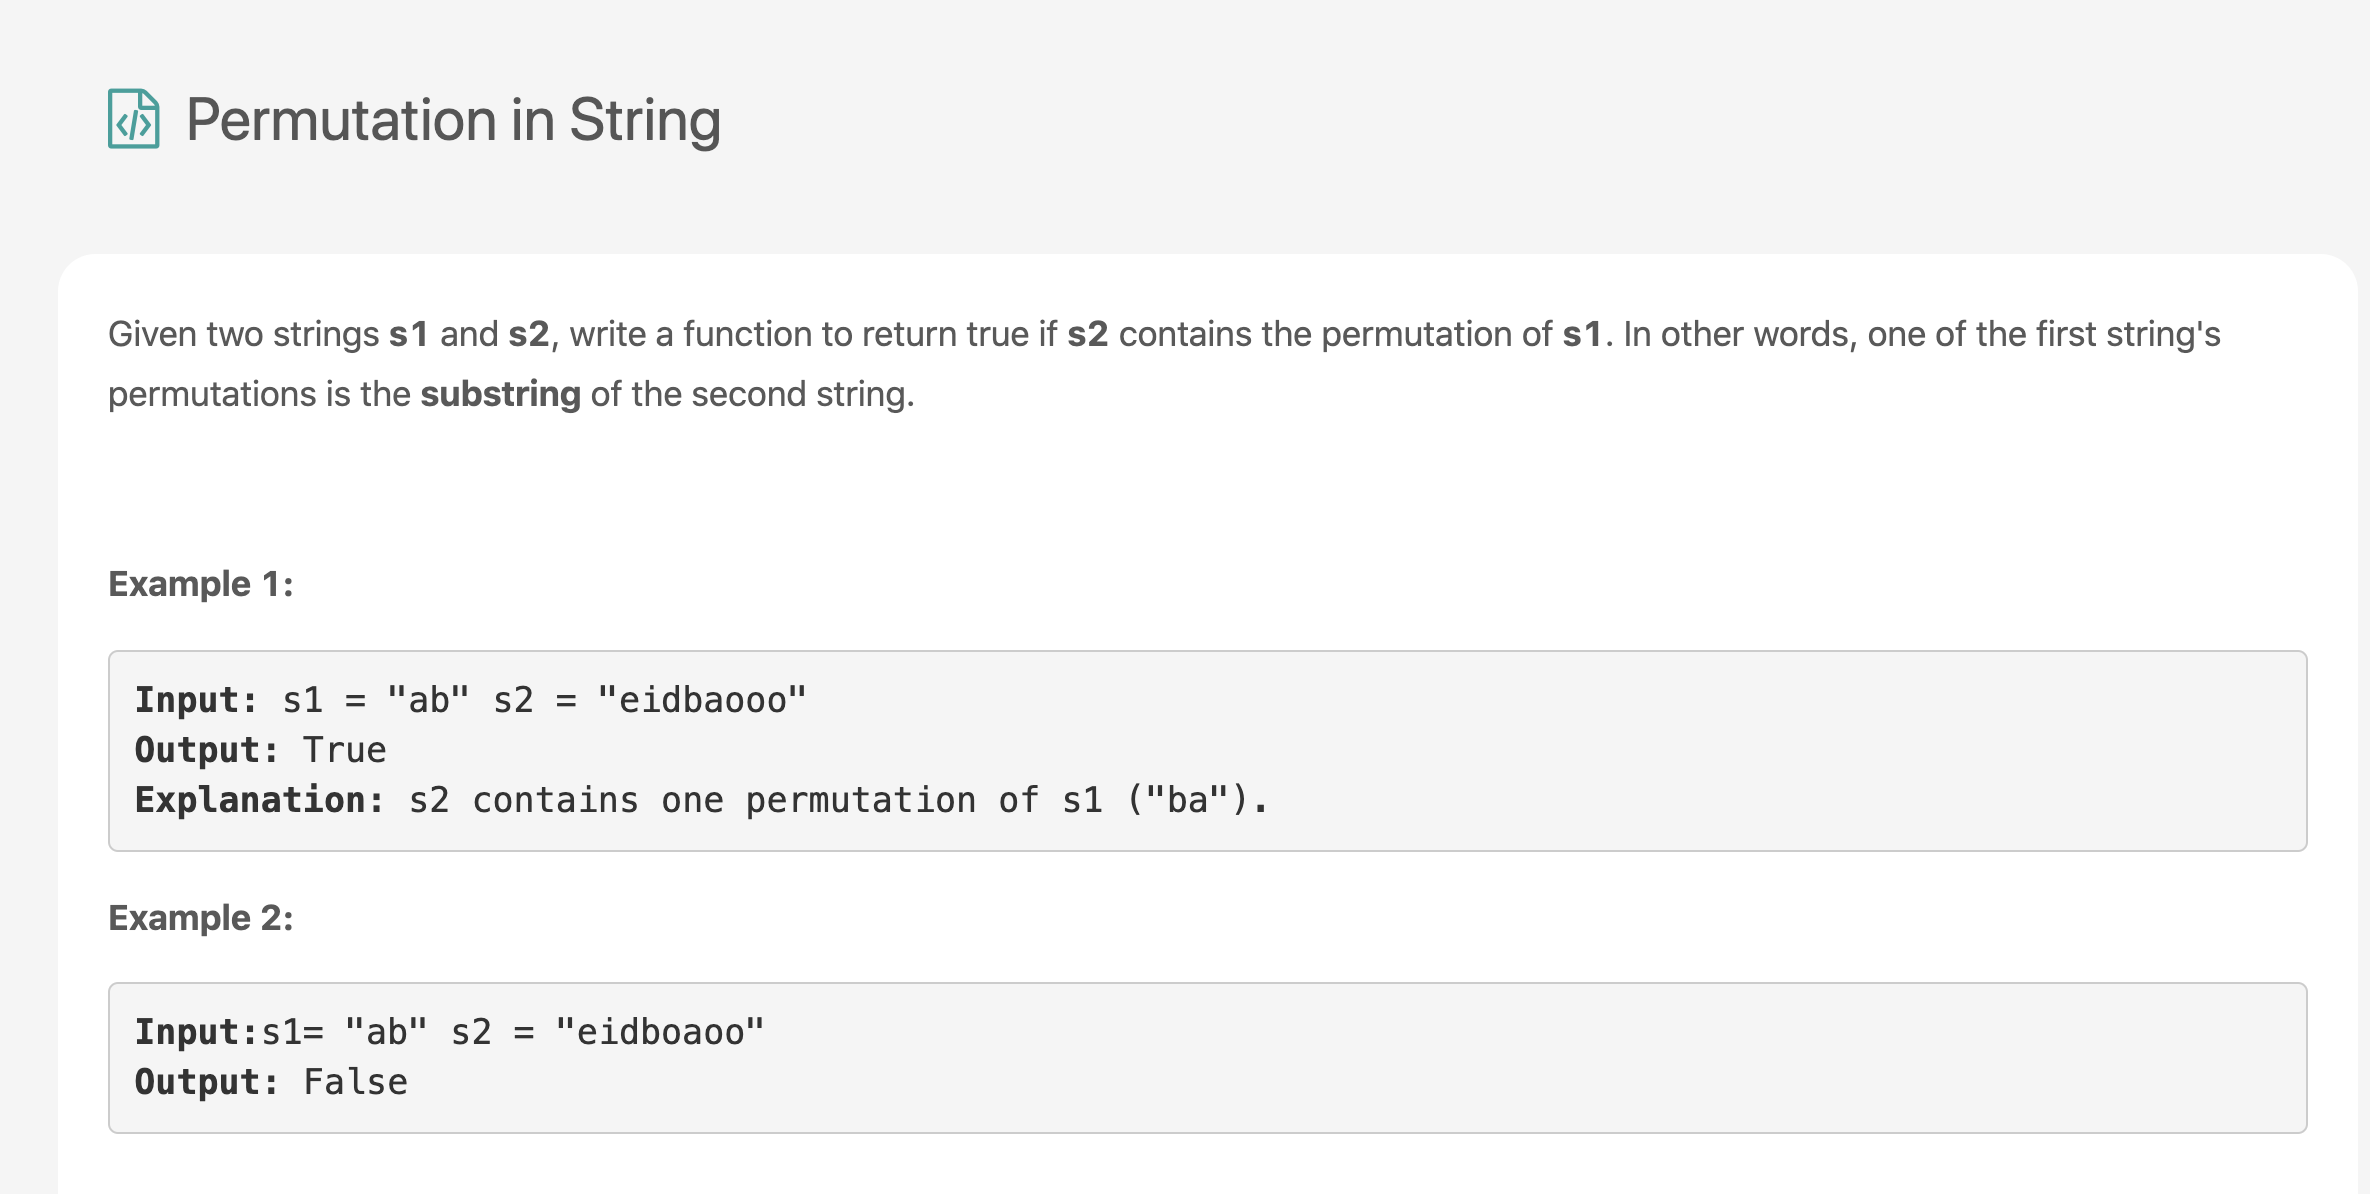 Permutation in String
Given two strings s1 and s2, write a function to return true if s2 contains the permutation of s1. In other words, one of the first string's
permutations is the substring of the second string.
Example 1:
Input: s1 = "ab" s2 = "eidbaooo"
Output: True
Explanation: s2 contains one permutation of s1 ("ba").
Example 2:
Input:s1= "ab" s2 = "eidboaoo"
Output: False